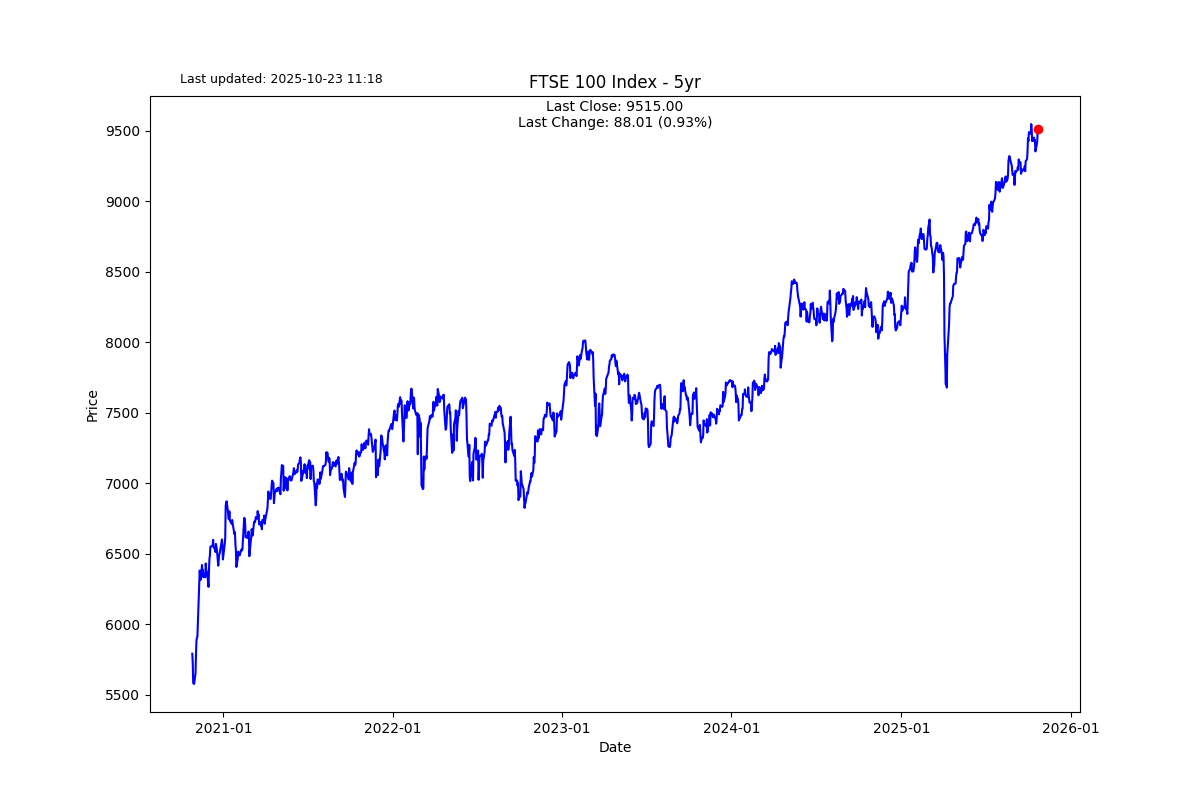 Last updated: 2025-10-23 11:18
FTSE 100 Index - 5yr
Last Close: 9515.00
Last Change: 88.01 (0.93%)
9500
9000
8500
8000
7500
7000
6500
6000
5500
Price
2021-01
2022-01
2023-01
2024-01
2025-01
2026-01
Date